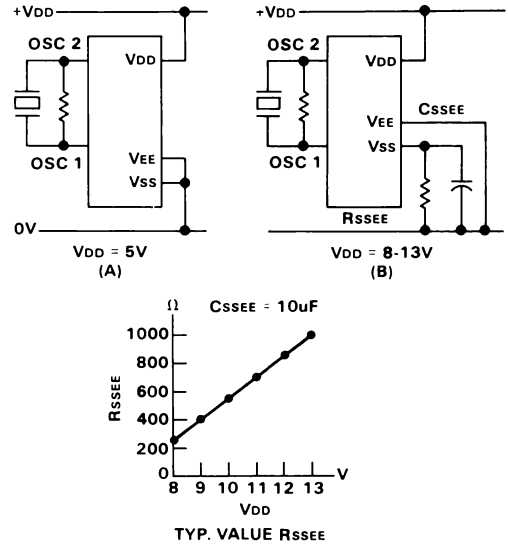 +VDD
OSC 2
VDD
OSC 1
VEE
VSS
0V
VDD = 5V
(A)
+VDD
OSC 2
VDD
CSSEE
VEE
VSS
OSC 1
RSSEE
VDD = 8-13V
(B)
Ω CSSEE = 10uF
1000
800
600
400
200
0
RSSEE
8 9 10 11 12 13 V
VDD
TYP. VALUE RSSEE